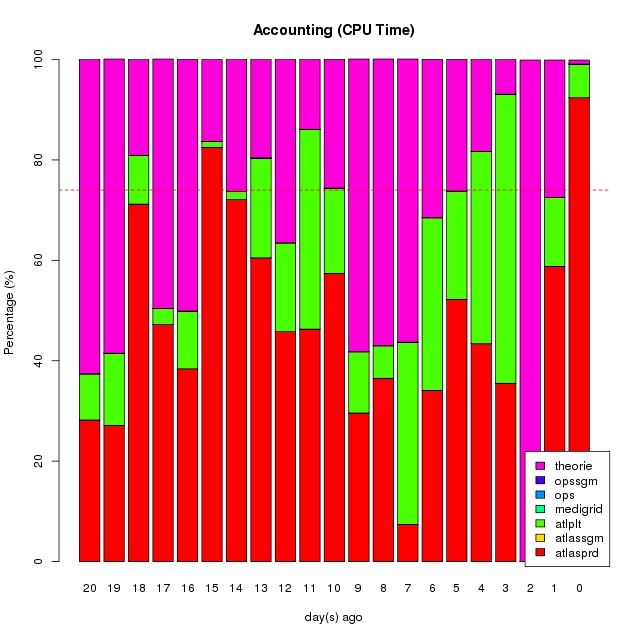 Accounting (CPU Time)
Percentage (%)
100
80
60
40
20
0
theorie
opssgm
ops
medigrid
atlplt
atlassgm
atlasprd
20 19 18 17 16 15 14 13 12 11 10 9 8 7 6 5 4 3 2 1 0
day(s) ago